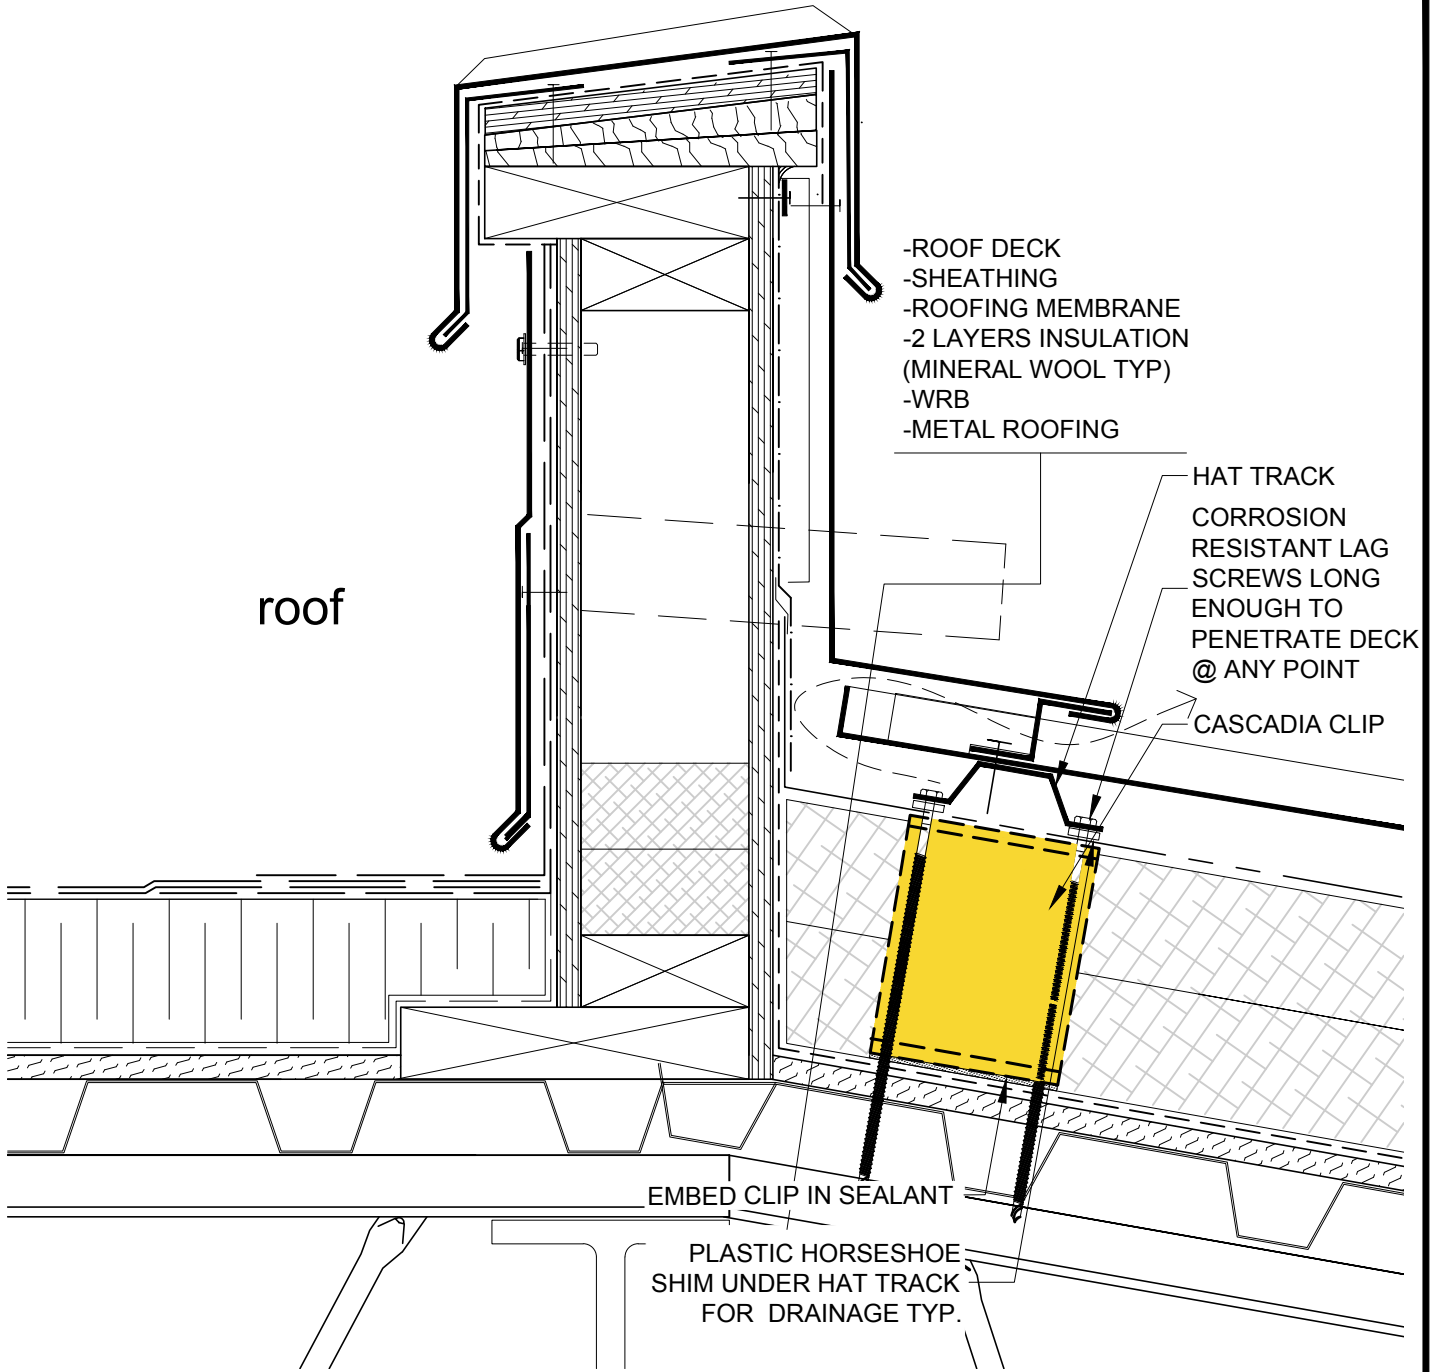 -ROOF DECK
-SHEATHING
-ROOFING MEMBRANE
-2 LAYERS INSULATION
(MINERAL WOOL TYP)
-WRB
-METAL ROOFING
HAT TRACK
CORROSION
RESISTANT LAG
SCREWS LONG
ENOUGH TO
PENETRATE DECK
@ ANY POINT
CASCADIA CLIP
roof
EMBED CLIP IN SEALANT
PLASTIC HORSESHOE
SHIM UNDER HAT TRACK
FOR DRAINAGE TYP.